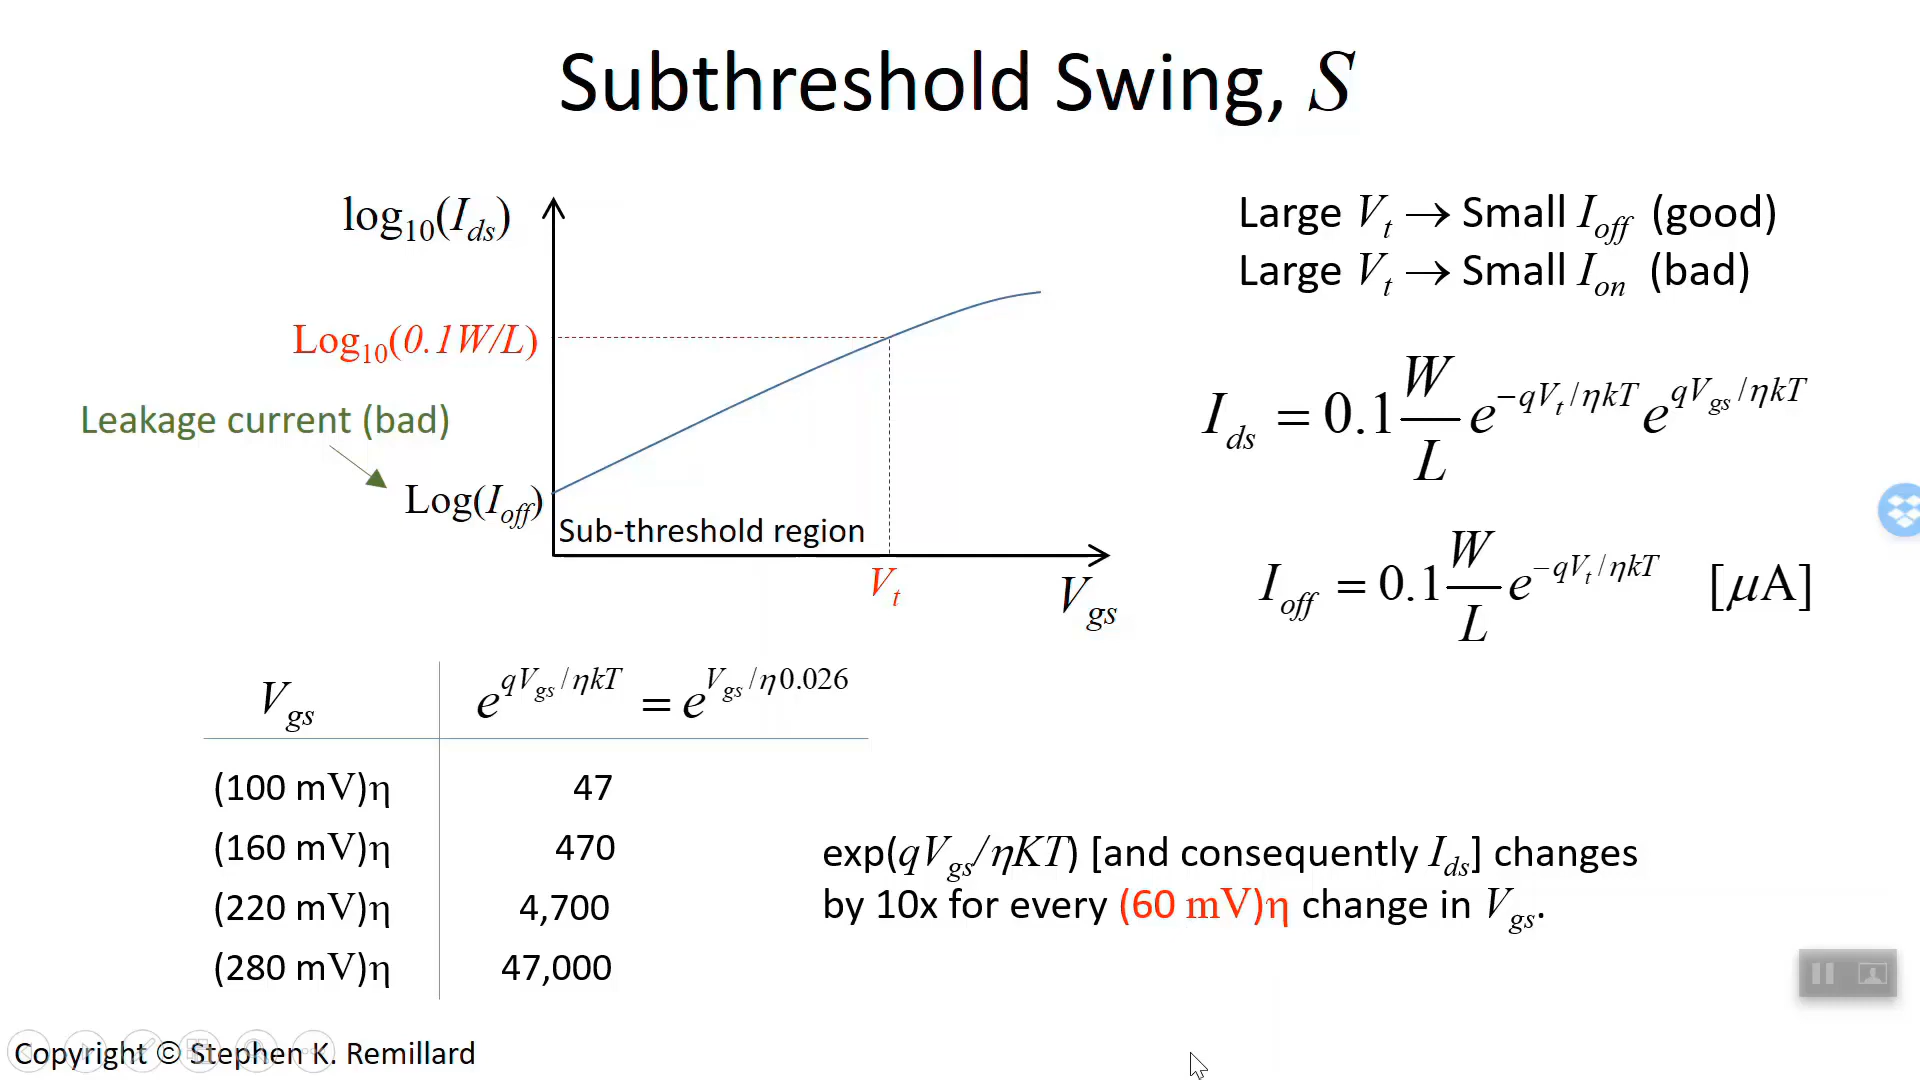 Subthreshold Swing, S
log10(Ids)
Log10(0.1W/L)
Leakage current (bad)
Log(Ioff)
Sub-threshold region
Vt
Vgs
Large Vt → Small Ioff (good)
Large Vt → Small Ion (bad)
Ids = 0.1 W/L e^−qVt/ηkT e^qVgs/ηkT
Ioff = 0.1 W/L e^−qVt/ηkT [μA]
Vgs e^qVgs/ηkT = e^Vgs/η0.026
(100 mV)η 47
(160 mV)η 470
(220 mV)η 4,700
(280 mV)η 47,000
exp(qVgs/ηKT) [and consequently Ids] changes
by 10x for every (60 mV)η change in Vgs.
Copyright © Stephen K. Remillard